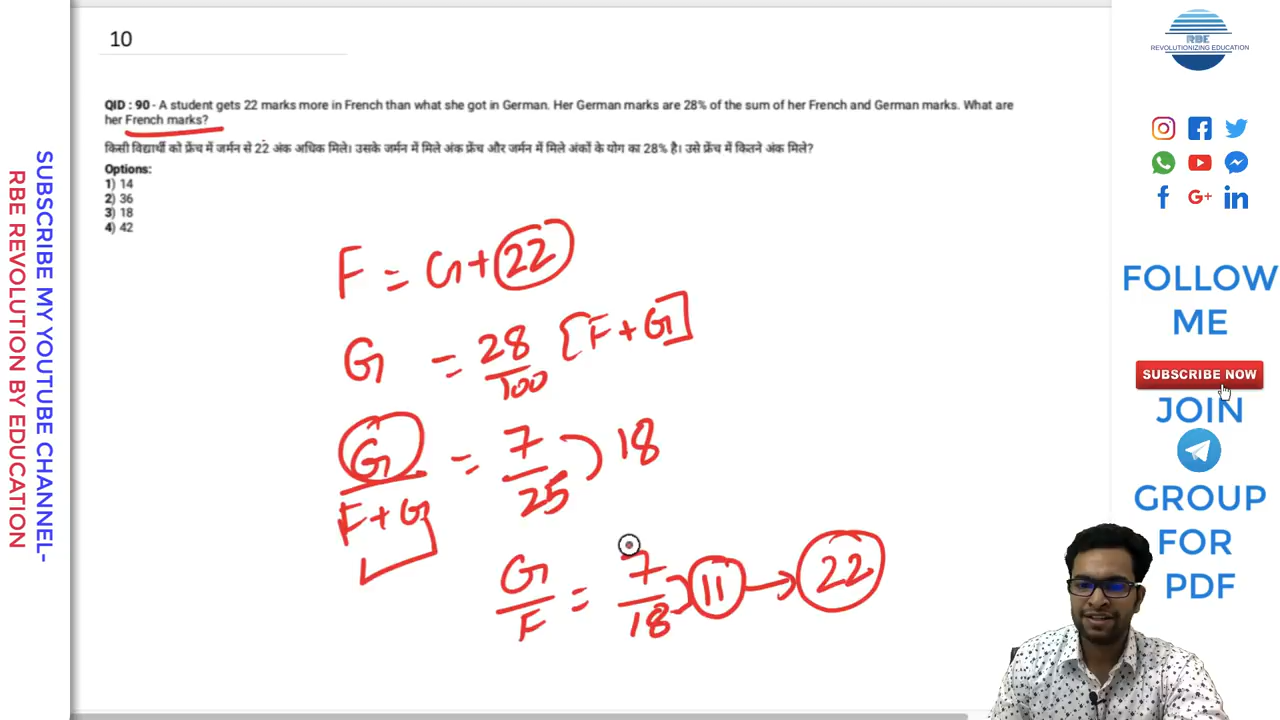 10
QID : 90 - A student gets 22 marks more in French than what she got in German. Her German marks are 28% of the sum of her French and German marks. What are
her French marks?
किसी विद्यार्थी को फ्रेंच में जर्मन से 22 अंक अधिक मिले। उसके जर्मन में मिले अंक फ्रेंच और जर्मन में मिले अंकों के योग का 28% है। उसे फ्रेंच में कितने अंक मिले?
Options:
1) 14
2) 36
3) 18
4) 42
F = G + 22
G = 28/100 [F + G]
G/F+G = 7/25 ) 18
G/F = 7/18 ) 11 → 22
SUBSCRIBE MY YOUTUBE CHANNEL-
RBE REVOLUTION BY EDUCATION
RBE
REVOLUTIONIZING EDUCATION
FOLLOW
ME
SUBSCRIBE NOW
JOIN
GROUP
FOR
PDF